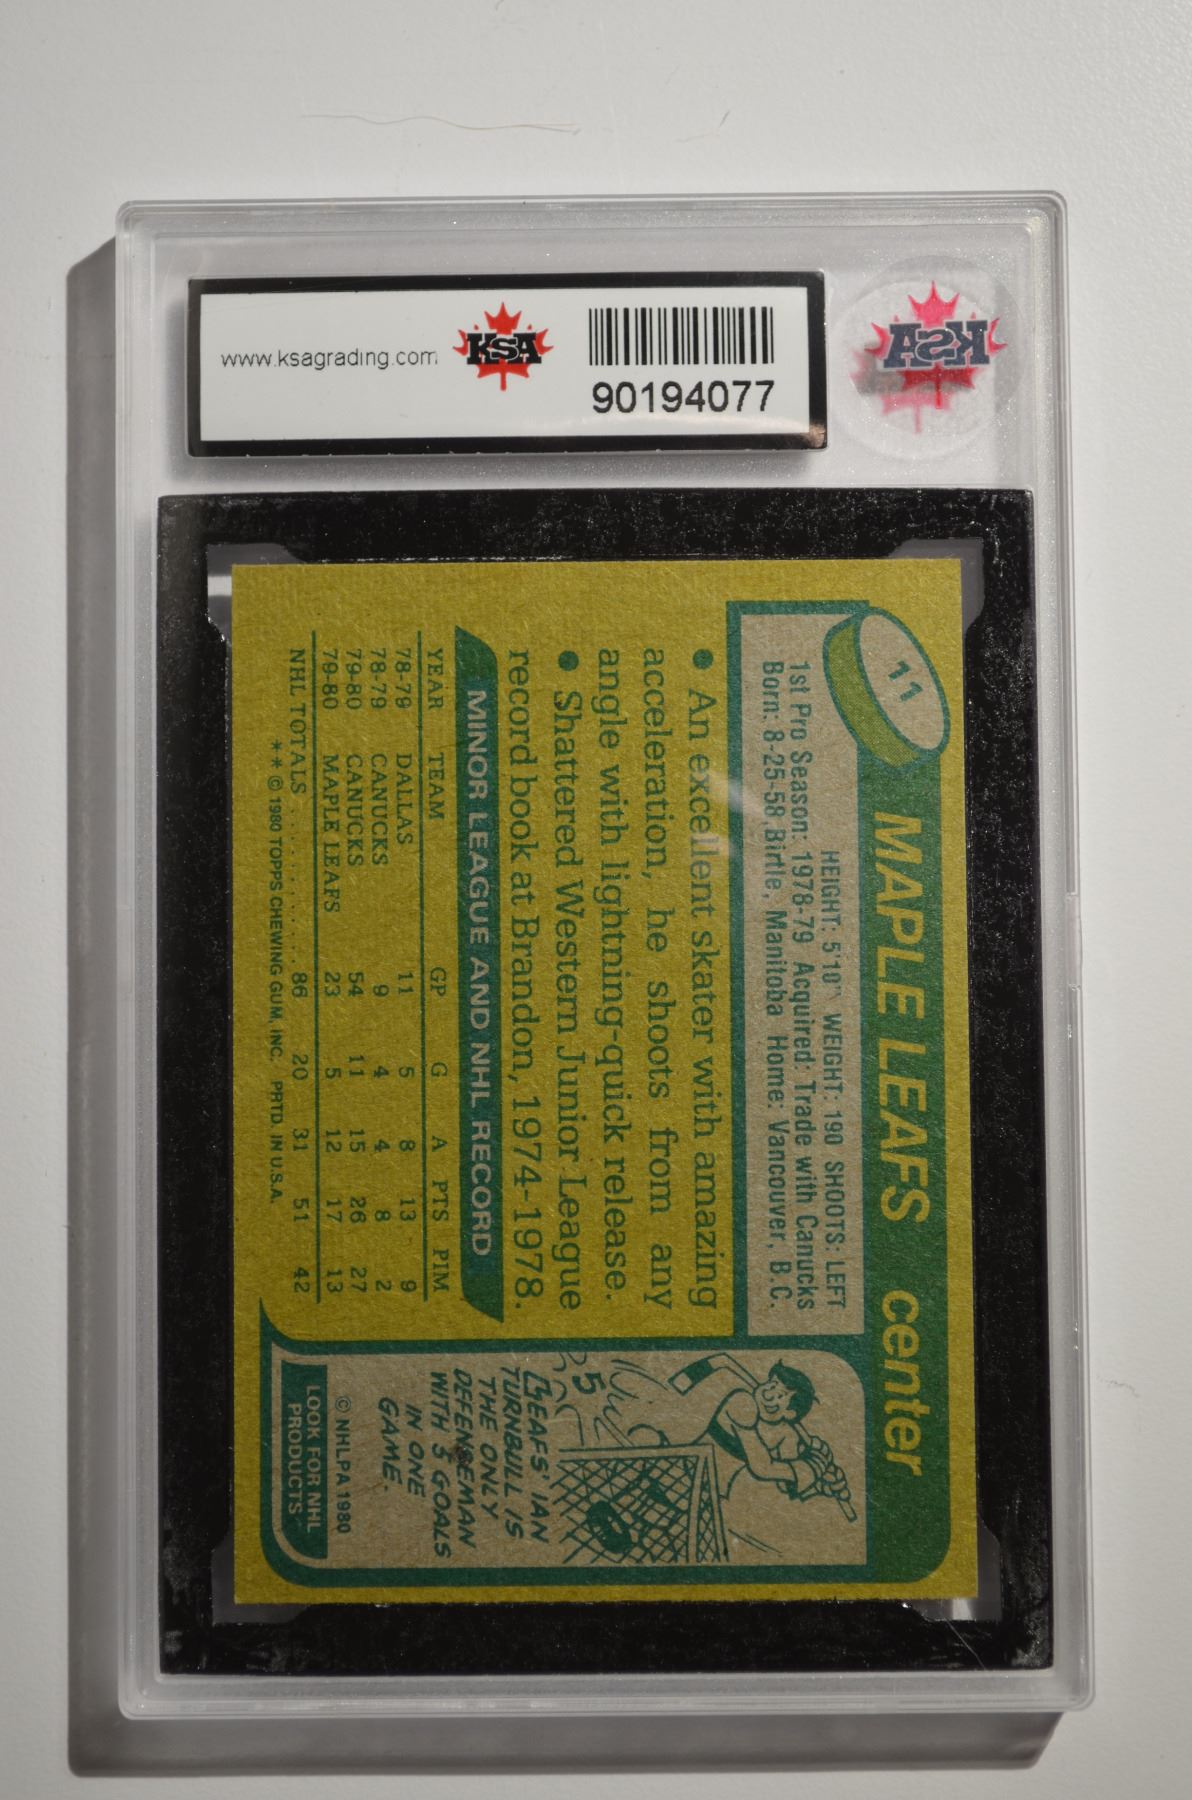 www.ksagrading.com
KSA
90194077
KSA
11
MAPLE LEAFS center
HEIGHT: 5'10" WEIGHT: 190 SHOOTS: LEFT
1st Pro Season: 1978-79 Acquired: Trade with Canucks
Born: 8-25-58 Birtle, Manitoba Home: Vancouver, B.C.
● An excellent skater with amazing
acceleration, he shoots from any
angle with lightning-quick release.
● Shattered Western Junior League
record book at Brandon, 1974-1978.
MINOR LEAGUE AND NHL RECORD
YEAR TEAM GP G A PTS PIM
78-79 DALLAS 11 5 8 13 9
78-79 CANUCKS 9 4 4 8 2
79-80 CANUCKS 54 11 15 26 27
79-80 MAPLE LEAFS 23 5 12 17 13
NHL TOTALS.......... 86 20 31 51 42
**© 1980 TOPPS CHEWING GUM, INC. PRTD. IN U.S.A.
5
LEAFS' IAN
TURNBULL IS
THE ONLY
DEFENSEMAN
WITH 5 GOALS
IN ONE
GAME.
© NHLPA 1980
LOOK FOR NHL
PRODUCTS